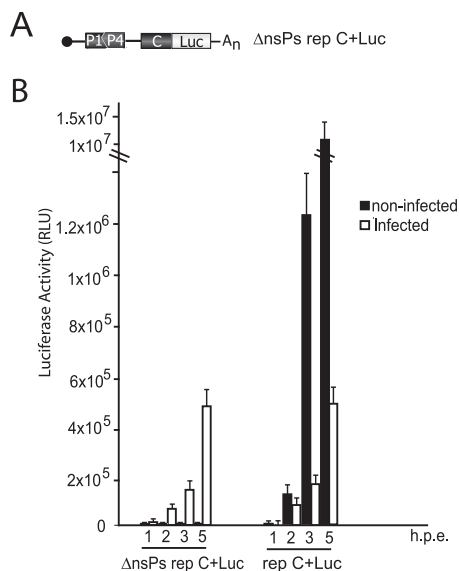 A
P1 P4 C Luc An ΔnsPs rep C+Luc
B
1.5x10⁷
1x10⁷
1.2x10⁶
1x10⁶
8x10⁵
6x10⁵
4x10⁵
2x10⁵
0
Luciferase Activity (RLU)
non-infected
Infected
1 2 3 5 1 2 3 5 h.p.e.
ΔnsPs rep C+Luc rep C+Luc